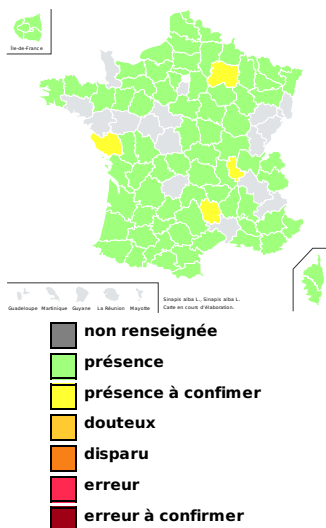 Île-de-France
Guadeloupe Martinique Guyane La Réunion Mayotte
Sinapis alba L., Sinapis alba L.
Carte en cours d'élaboration.
non renseignée
présence
présence à confimer
douteux
disparu
erreur
erreur à confirmer